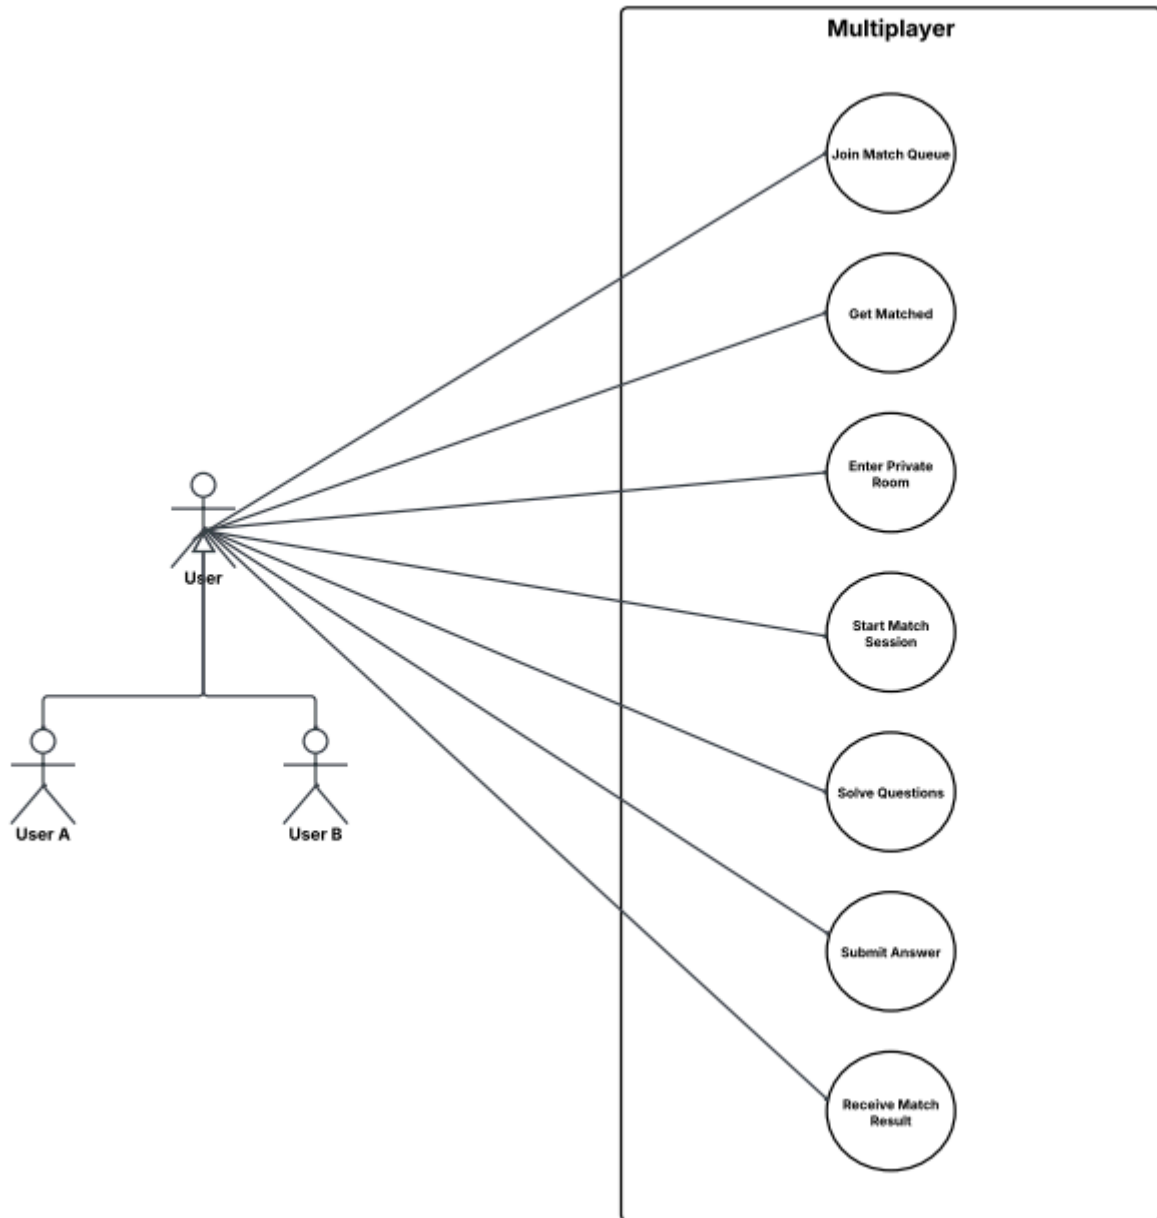 Multiplayer
Join Match Queue
Get Matched
Enter Private
Room
Start Match
Session
Solve Questions
Submit Answer
Receive Match
Result
User
User A
User B